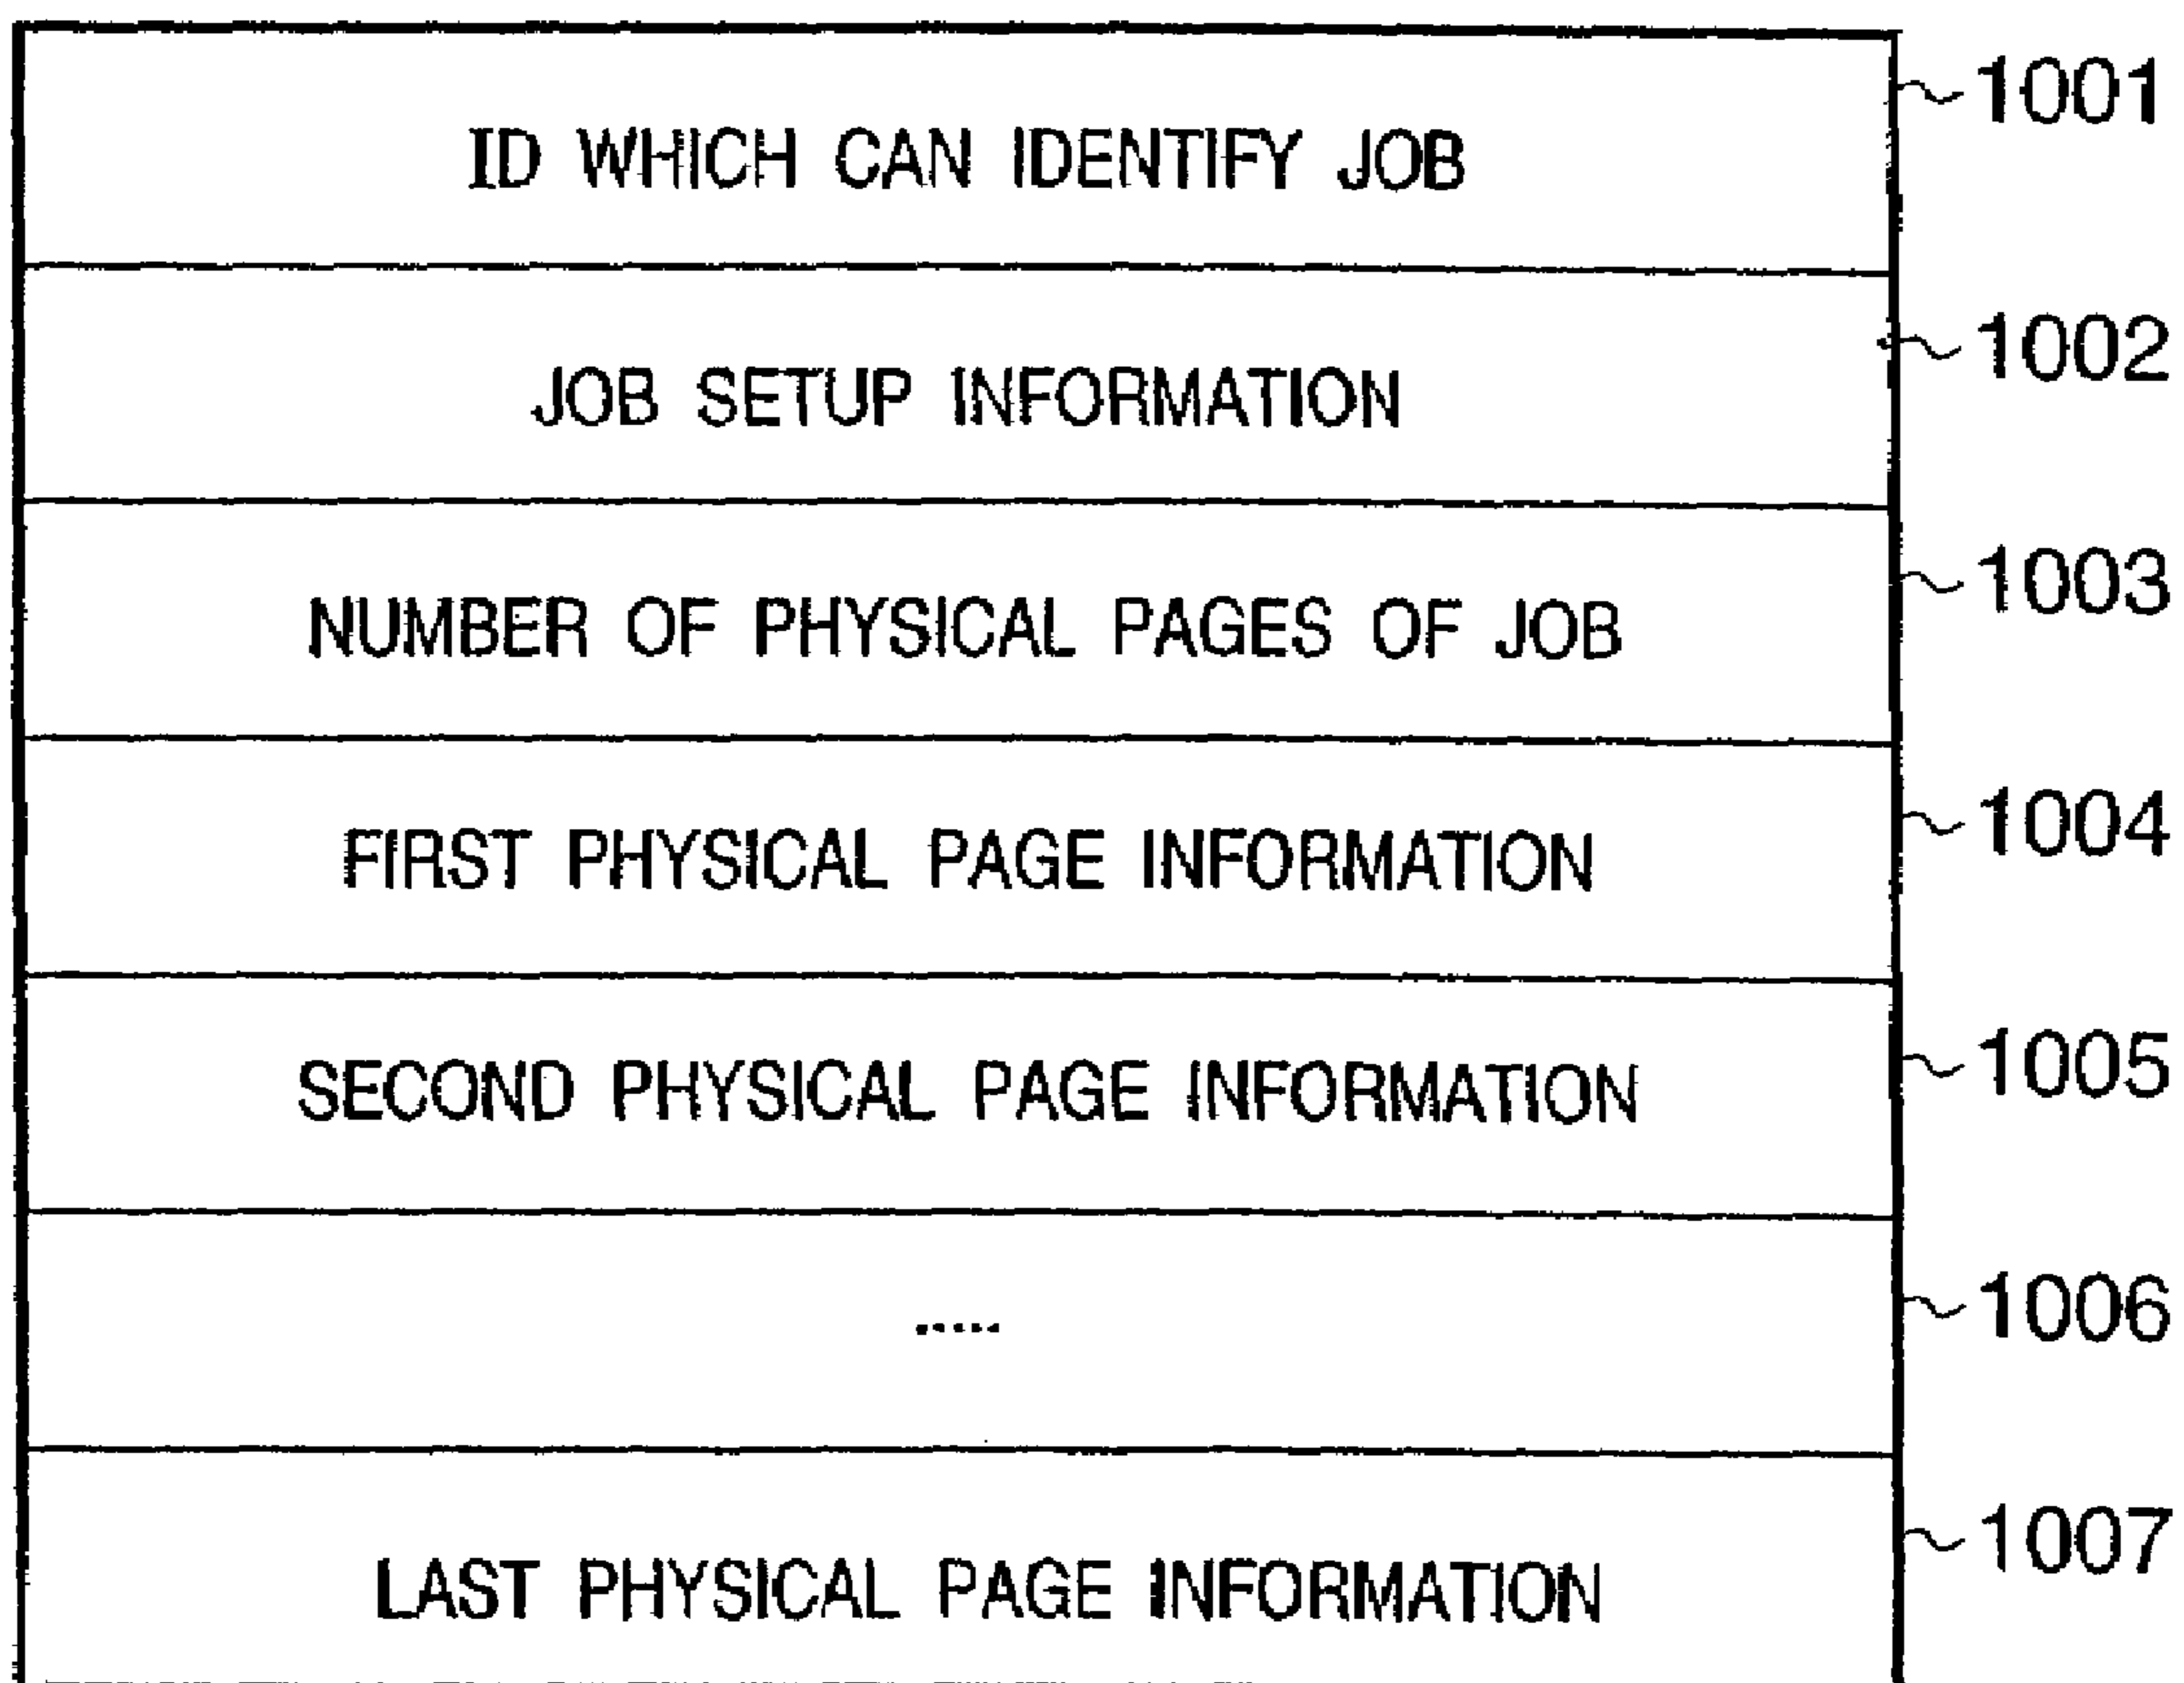 ID WHICH CAN IDENTIFY JOB 1001
JOB SETUP INFORMATION 1002
NUMBER OF PHYSICAL PAGES OF JOB 1003
FIRST PHYSICAL PAGE INFORMATION 1004
SECOND PHYSICAL PAGE INFORMATION 1005
..... 1006
LAST PHYSICAL PAGE INFORMATION 1007